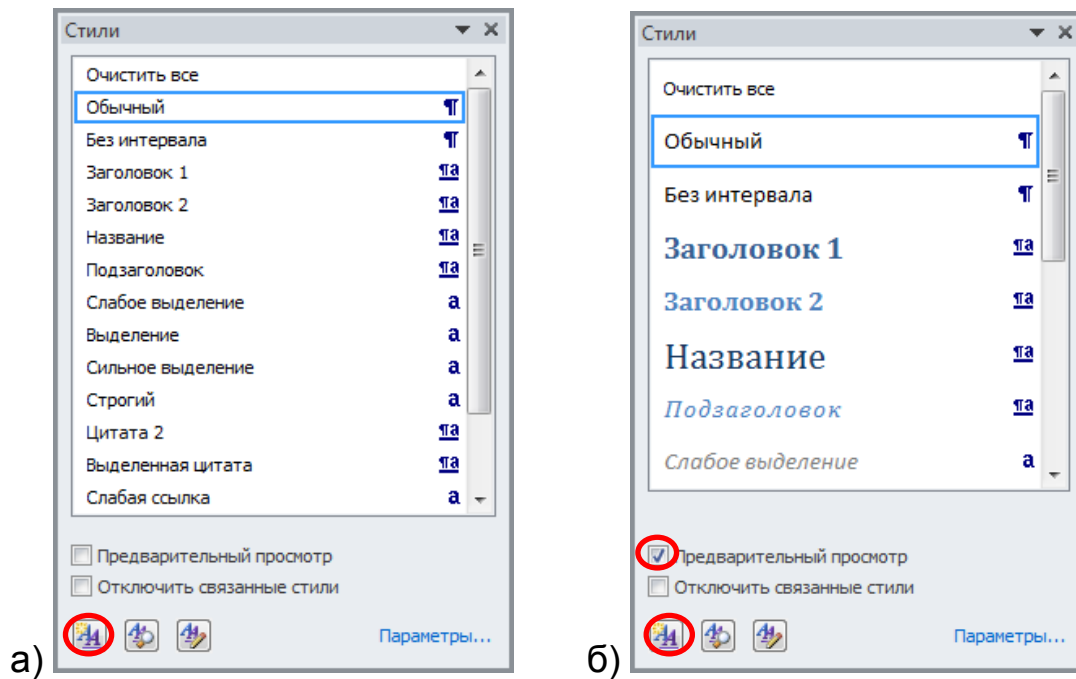 Стили
Очистить все
Обычный
Без интервала
Заголовок 1
Заголовок 2
Название
Подзаголовок
Слабое выделение
Выделение
Сильное выделение
Строгий
Цитата 2
Выделенная цитата
Слабая ссылка
Предварительный просмотр
Отключить связанные стили
Параметры...
а)
Стили
Очистить все
Обычный
Без интервала
Заголовок 1
Заголовок 2
Название
Подзаголовок
Слабое выделение
Предварительный просмотр
Отключить связанные стили
Параметры...
б)